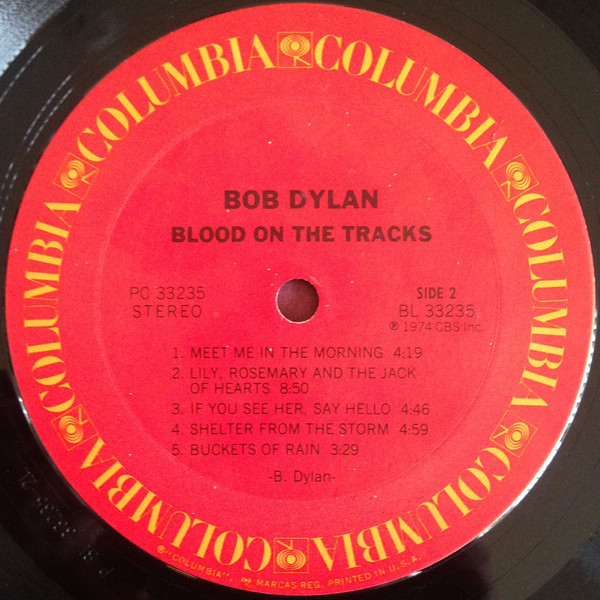 COLUMBIA COLUMBIA COLUMBIA COLUMBIA COLUMBIA COLUMBIA
BOB DYLAN
BLOOD ON THE TRACKS
PC 33235
STEREO
SIDE 2
BL 33235
℗ 1974 CBS Inc.
1. MEET ME IN THE MORNING 4:19
2. LILY, ROSEMARY AND THE JACK
OF HEARTS 8:50
3. IF YOU SEE HER, SAY HELLO 4:46
4. SHELTER FROM THE STORM 4:59
5. BUCKETS OF RAIN 3:29
-B. Dylan-
"COLUMBIA", MARCAS REG. PRINTED IN U.S.A.